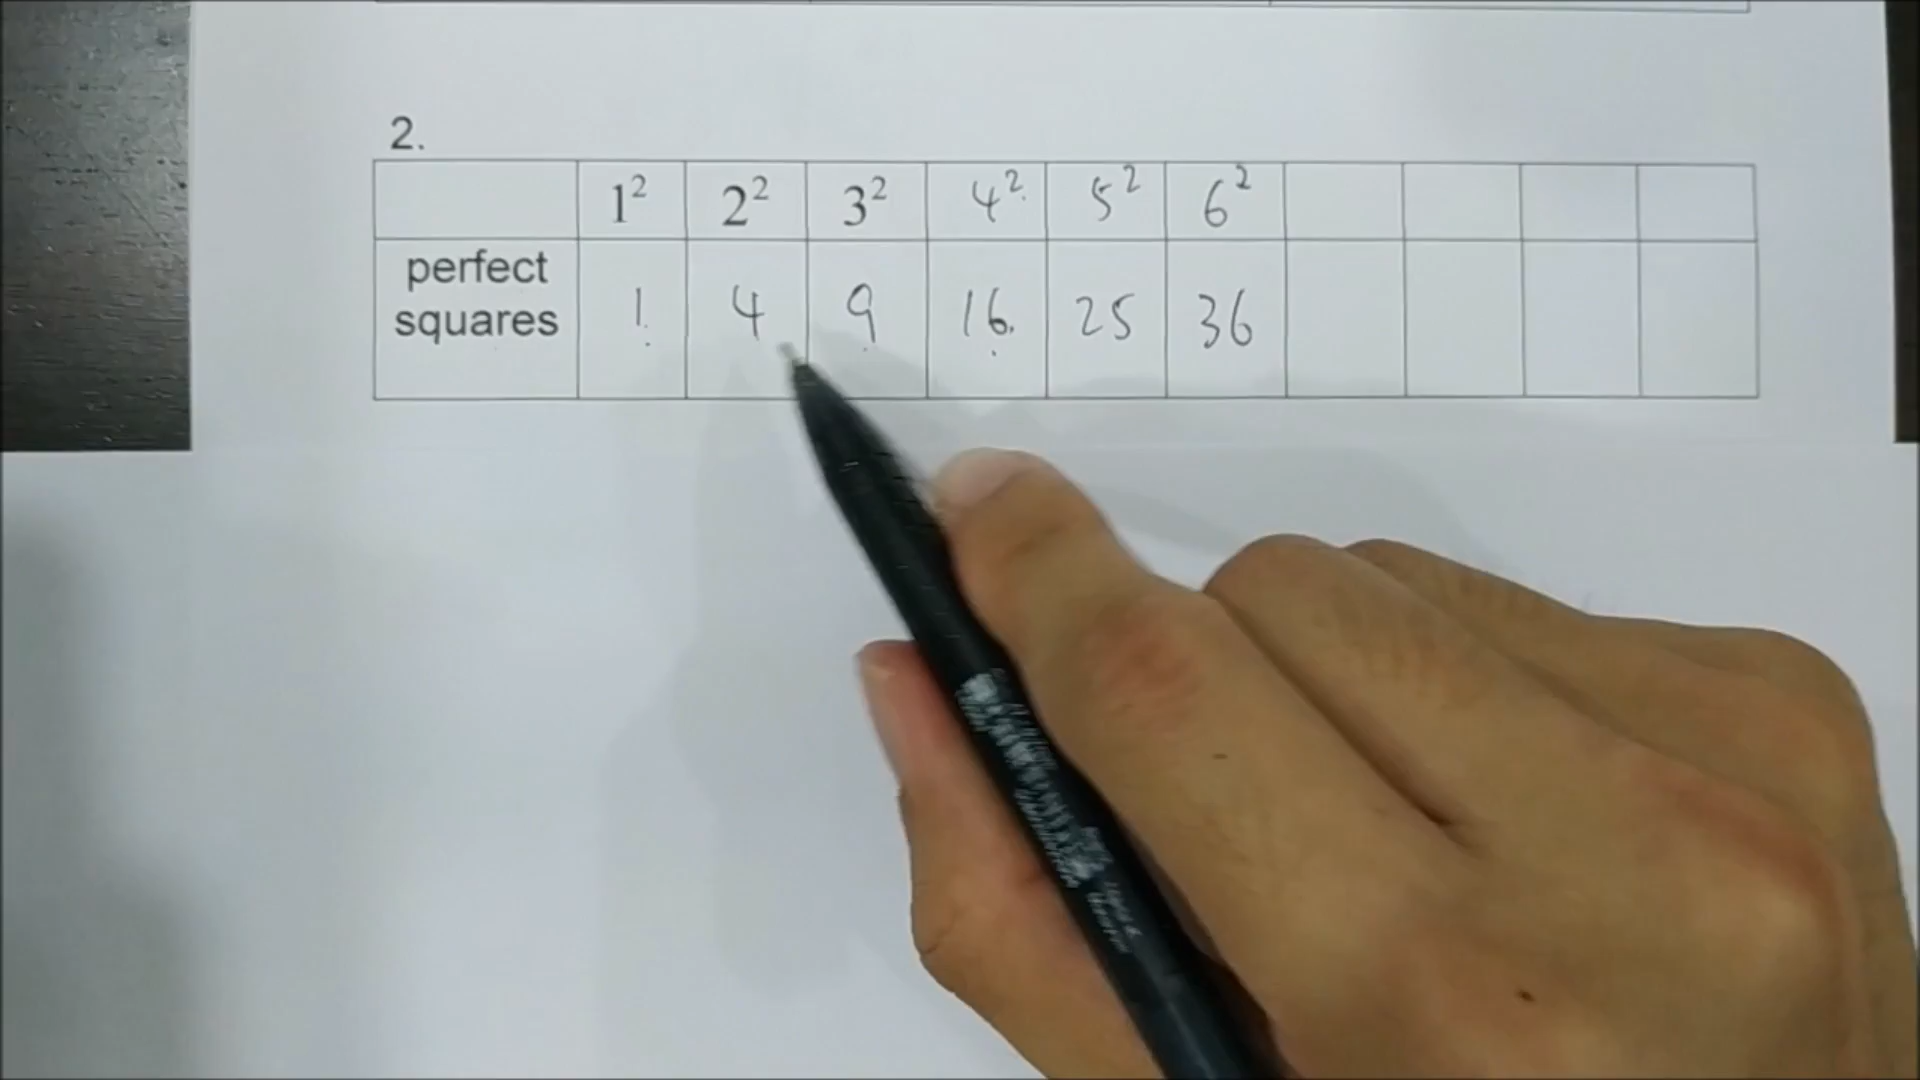 2.
1² 2² 3² 4² 5² 6²
perfect
squares 1 4 9 16 25 36